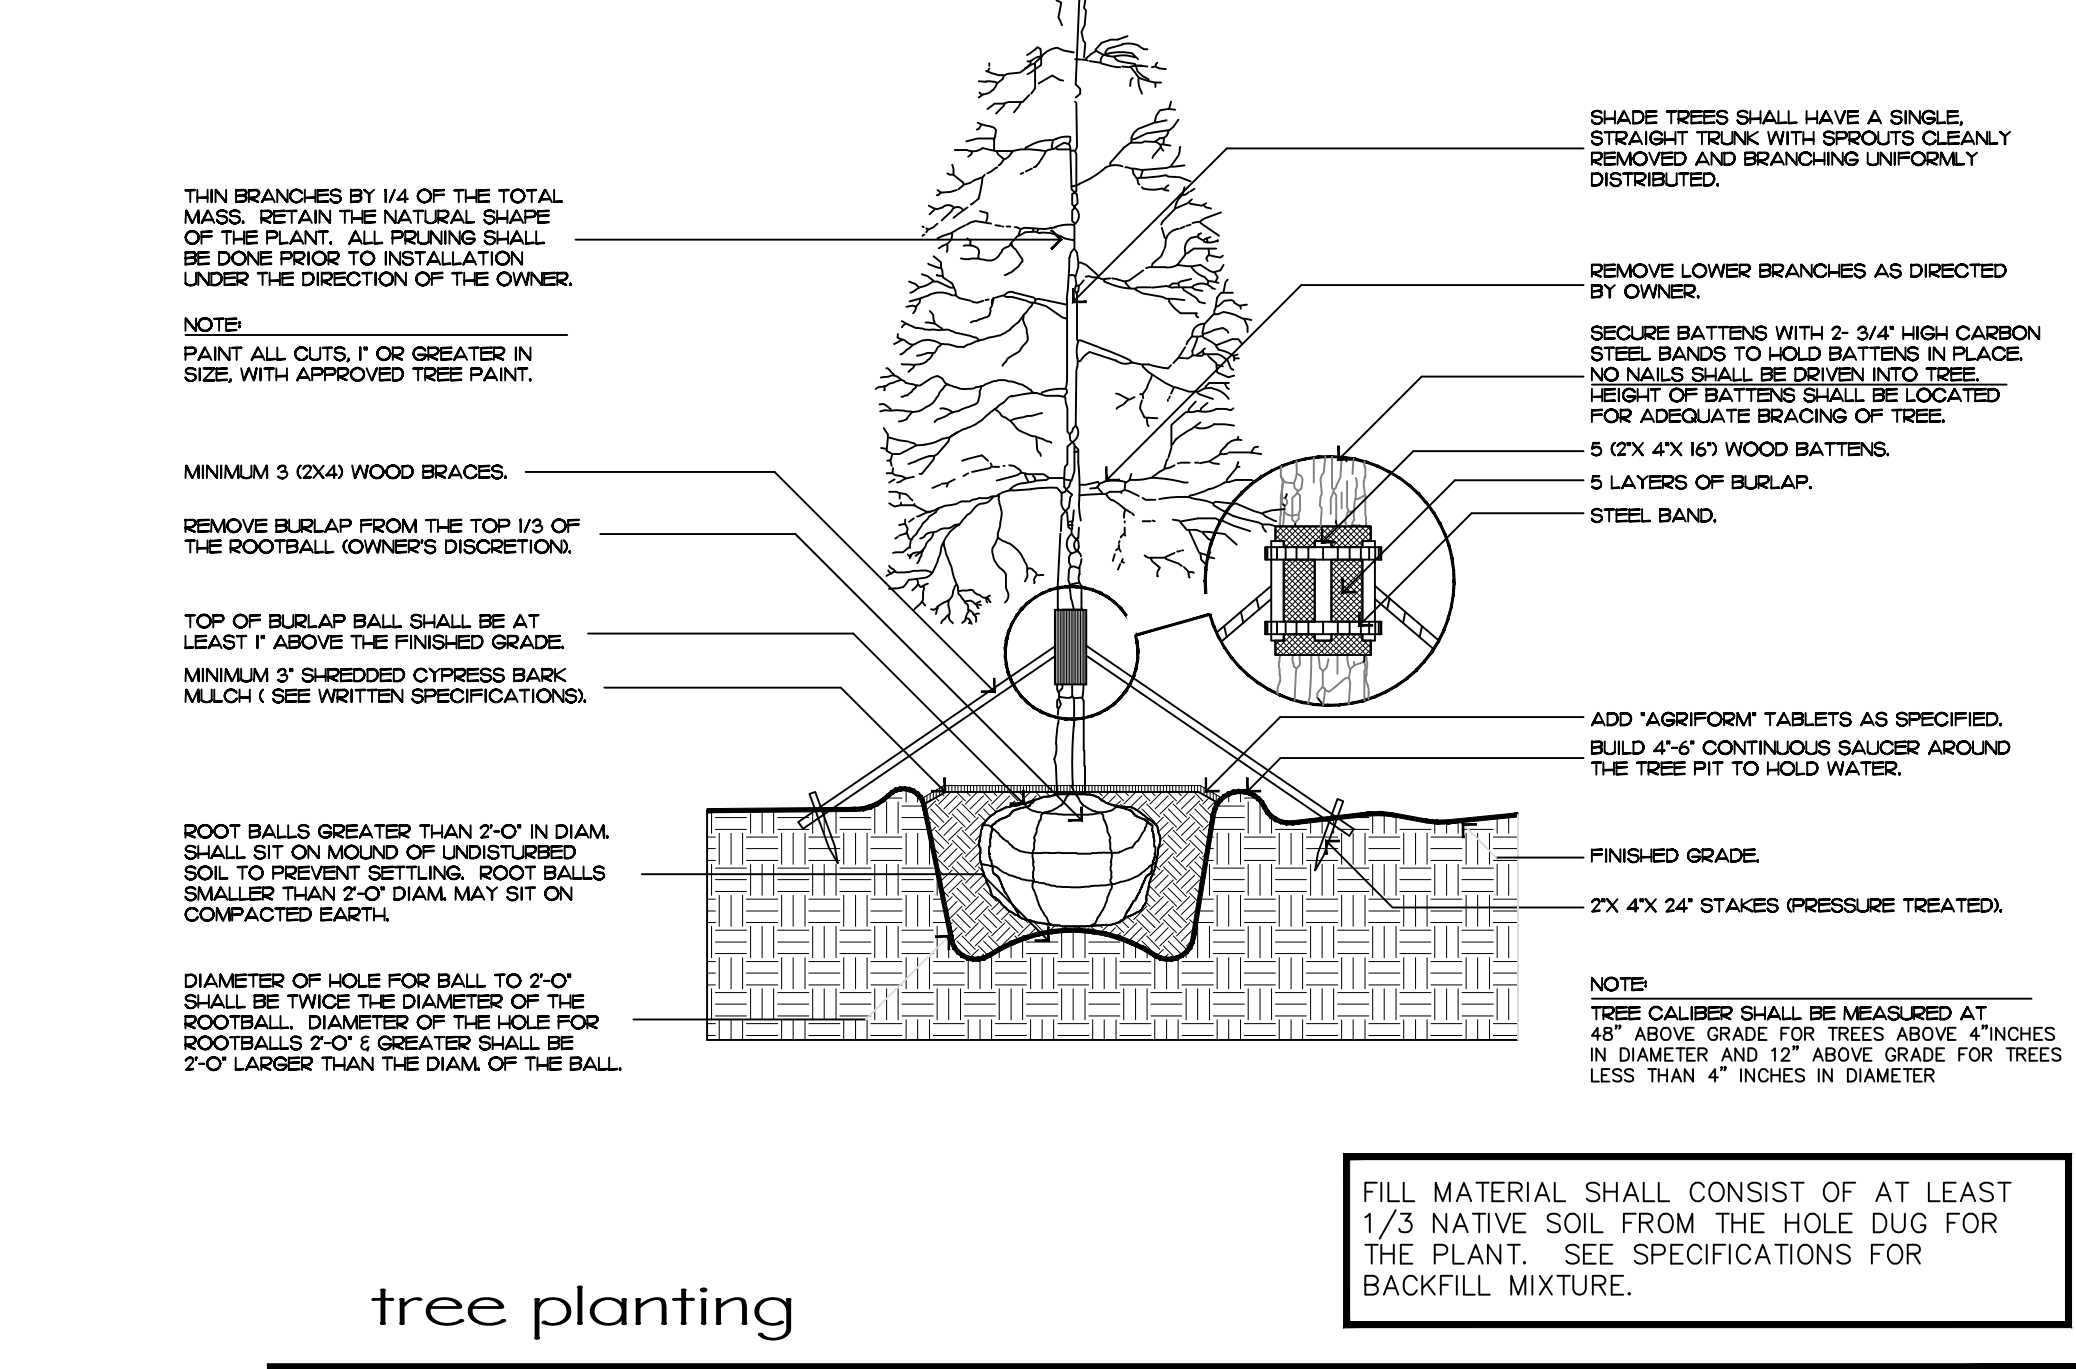 THIN BRANCHES BY 1/4 OF THE TOTAL
MASS. RETAIN THE NATURAL SHAPE
OF THE PLANT. ALL PRUNING SHALL
BE DONE PRIOR TO INSTALLATION
UNDER THE DIRECTION OF THE OWNER.
NOTE:
PAINT ALL CUTS, 1" OR GREATER IN
SIZE, WITH APPROVED TREE PAINT.
MINIMUM 3 (2X4) WOOD BRACES.
REMOVE BURLAP FROM THE TOP 1/3 OF
THE ROOTBALL (OWNER'S DISCRETION).
TOP OF BURLAP BALL SHALL BE AT
LEAST 1" ABOVE THE FINISHED GRADE.
MINIMUM 3" SHREDDED CYPRESS BARK
MULCH ( SEE WRITTEN SPECIFICATIONS).
ROOT BALLS GREATER THAN 2'-0" IN DIAM.
SHALL SIT ON MOUND OF UNDISTURBED
SOIL TO PREVENT SETTLING. ROOT BALLS
SMALLER THAN 2'-0" DIAM. MAY SIT ON
COMPACTED EARTH.
DIAMETER OF HOLE FOR BALL TO 2'-0"
SHALL BE TWICE THE DIAMETER OF THE
ROOTBALL. DIAMETER OF THE HOLE FOR
ROOTBALLS 2'-0" & GREATER SHALL BE
2'-0" LARGER THAN THE DIAM. OF THE BALL.
SHADE TREES SHALL HAVE A SINGLE,
STRAIGHT TRUNK WITH SPROUTS CLEANLY
REMOVED AND BRANCHING UNIFORMLY
DISTRIBUTED.
REMOVE LOWER BRANCHES AS DIRECTED
BY OWNER.
SECURE BATTENS WITH 2- 3/4" HIGH CARBON
STEEL BANDS TO HOLD BATTENS IN PLACE.
NO NAILS SHALL BE DRIVEN INTO TREE.
HEIGHT OF BATTENS SHALL BE LOCATED
FOR ADEQUATE BRACING OF TREE.
5 (2"X 4"X 16") WOOD BATTENS.
5 LAYERS OF BURLAP.
STEEL BAND.
ADD "AGRIFORM" TABLETS AS SPECIFIED.
BUILD 4"-6" CONTINUOUS SAUCER AROUND
THE TREE PIT TO HOLD WATER.
FINISHED GRADE.
2"X 4"X 24" STAKES (PRESSURE TREATED).
NOTE:
TREE CALIBER SHALL BE MEASURED AT
48" ABOVE GRADE FOR TREES ABOVE 4"INCHES
IN DIAMETER AND 12" ABOVE GRADE FOR TREES
LESS THAN 4" INCHES IN DIAMETER
FILL MATERIAL SHALL CONSIST OF AT LEAST
1/3 NATIVE SOIL FROM THE HOLE DUG FOR
THE PLANT. SEE SPECIFICATIONS FOR
BACKFILL MIXTURE.
tree planting